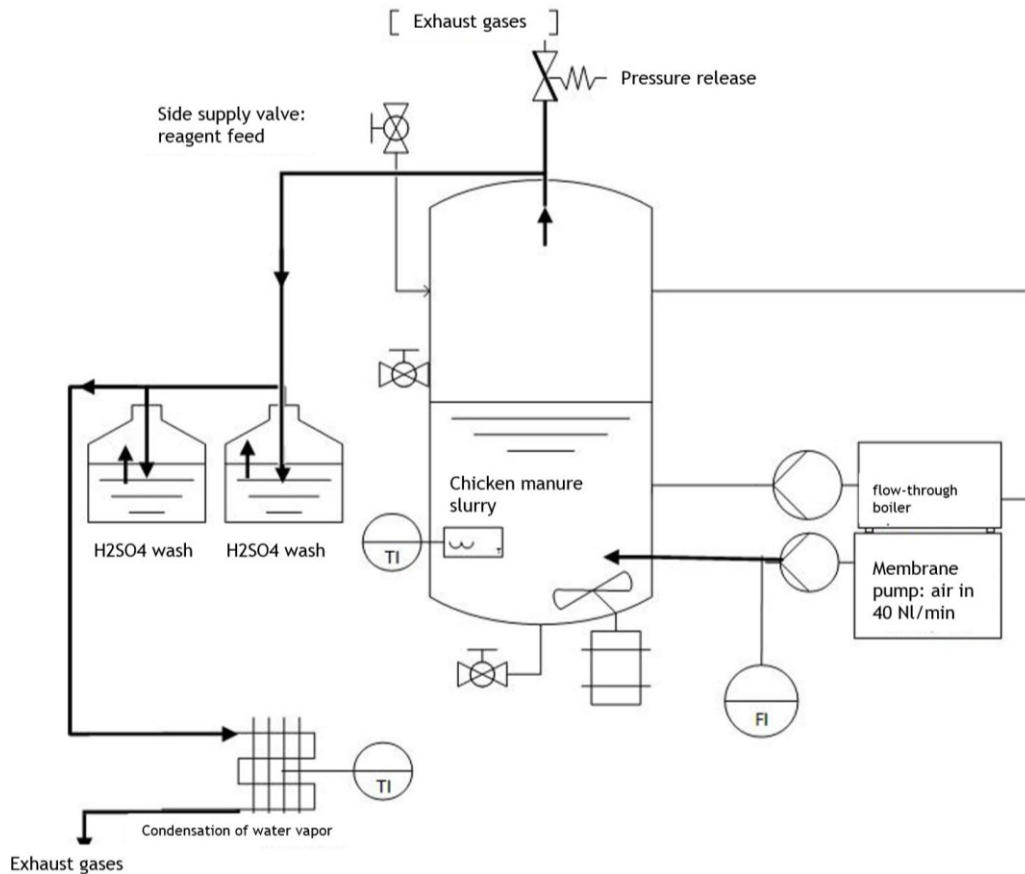 [ Exhaust gases ]
Pressure release
Side supply valve:
reagent feed
Chicken manure
slurry
flow-through
boiler
H2SO4 wash
H2SO4 wash
TI
T
Membrane
pump: air in
40 Nl/min
FI
TI
Condensation of water vapor
Exhaust gases